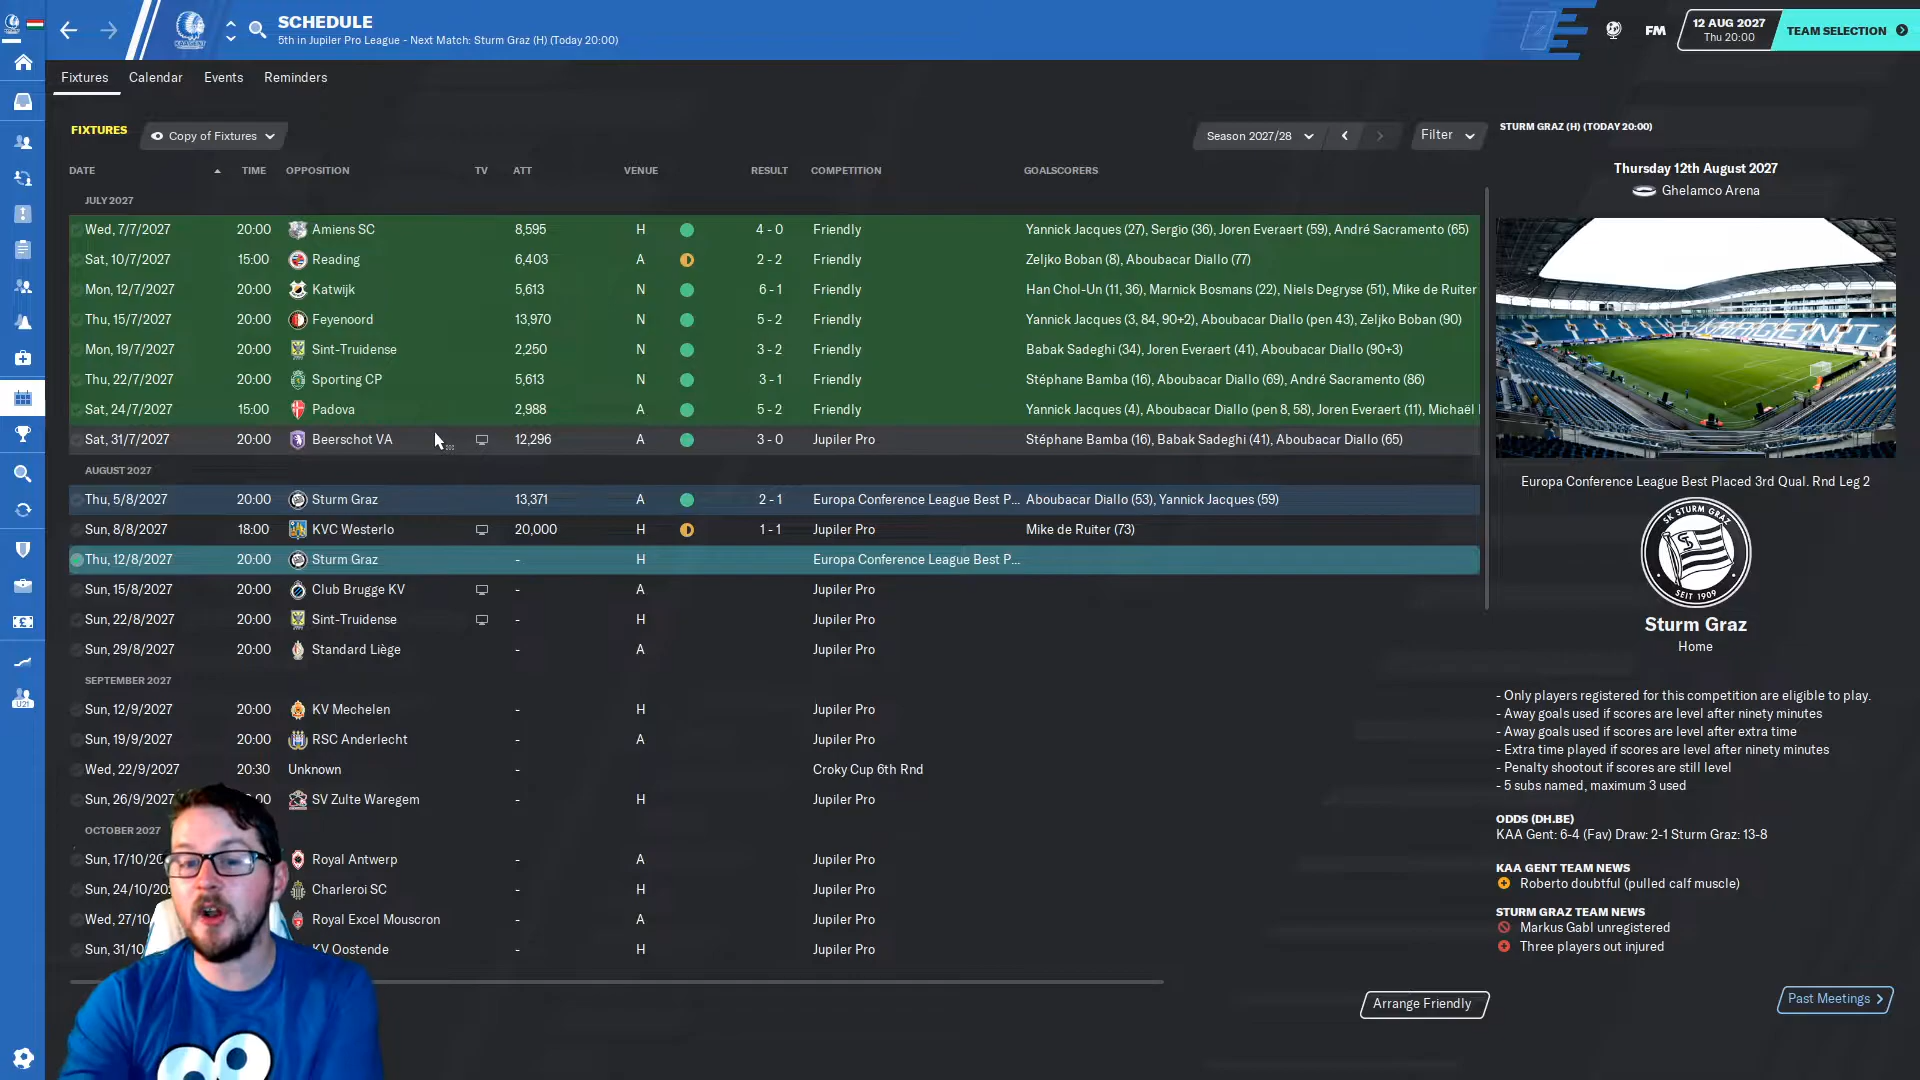 SCHEDULE
5th in Jupiler Pro League - Next Match: Sturm Graz (H) (Today 20:00)
FM
12 AUG 2027
Thu 20:00
TEAM SELECTION
Fixtures Calendar Events Reminders
FIXTURES Copy of Fixtures Season 2027/28 Filter
DATE TIME OPPOSITION TV ATT VENUE RESULT COMPETITION GOALSCORERS
JULY 2027
Wed, 7/7/2027 20:00 Amiens SC 8,595 H 4 - 0 Friendly Yannick Jacques (27), Sergio (36), Joren Everaert (59), André Sacramento (65)
Sat, 10/7/2027 15:00 Reading 6,403 A 2 - 2 Friendly Zeljko Boban (8), Aboubacar Diallo (77)
Mon, 12/7/2027 20:00 Katwijk 5,613 N 6 - 1 Friendly Han Chol-Un (11, 36), Marnick Bosmans (22), Niels Degryse (51), Mike de Ruiter
Thu, 15/7/2027 20:00 Feyenoord 13,970 N 5 - 2 Friendly Yannick Jacques (3, 84, 90+2), Aboubacar Diallo (pen 43), Zeljko Boban (90)
Mon, 19/7/2027 20:00 Sint-Truidense 2,250 N 3 - 2 Friendly Babak Sadeghi (34), Joren Everaert (41), Aboubacar Diallo (90+3)
Thu, 22/7/2027 20:00 Sporting CP 5,613 N 3 - 1 Friendly Stéphane Bamba (16), Aboubacar Diallo (69), André Sacramento (86)
Sat, 24/7/2027 15:00 Padova 2,988 A 5 - 2 Friendly Yannick Jacques (4), Aboubacar Diallo (pen 8, 58), Joren Everaert (11), Michaël
Sat, 31/7/2027 20:00 Beerschot VA 12,296 A 3 - 0 Jupiler Pro Stéphane Bamba (16), Babak Sadeghi (41), Aboubacar Diallo (65)
AUGUST 2027
Thu, 5/8/2027 20:00 Sturm Graz 13,371 A 2 - 1 Europa Conference League Best P... Aboubacar Diallo (53), Yannick Jacques (59)
Sun, 8/8/2027 18:00 KVC Westerlo 20,000 H 1 - 1 Jupiler Pro Mike de Ruiter (73)
Thu, 12/8/2027 20:00 Sturm Graz - H Europa Conference League Best P...
Sun, 15/8/2027 20:00 Club Brugge KV - A Jupiler Pro
Sun, 22/8/2027 20:00 Sint-Truidense - H Jupiler Pro
Sun, 29/8/2027 20:00 Standard Liège - A Jupiler Pro
SEPTEMBER 2027
Sun, 12/9/2027 20:00 KV Mechelen - H Jupiler Pro
Sun, 19/9/2027 20:00 RSC Anderlecht - A Jupiler Pro
Wed, 22/9/2027 20:30 Unknown - Croky Cup 6th Rnd
Sun, 26/9/2027 SV Zulte Waregem - H Jupiler Pro
OCTOBER 2027
Sun, 17/10/20 Royal Antwerp - A Jupiler Pro
Sun, 24/10/20 Charleroi SC - H Jupiler Pro
Wed, 27/10 Royal Excel Mouscron - A Jupiler Pro
Sun, 31/10 KV Oostende - H Jupiler Pro
Arrange Friendly
STURM GRAZ (H) (TODAY 20:00)
Thursday 12th August 2027
Ghelamco Arena
Europa Conference League Best Placed 3rd Qual. Rnd Leg 2
SK STURM GRAZ
SEIT 1909
Sturm Graz
Home
- Only players registered for this competition are eligible to play.
- Away goals used if scores are level after ninety minutes
- Away goals used if scores are level after extra time
- Extra time played if scores are level after ninety minutes
- Penalty shootout if scores are still level
- 5 subs named, maximum 3 used
ODDS (DH.BE)
KAA Gent: 6-4 (Fav) Draw: 2-1 Sturm Graz: 13-8
KAA GENT TEAM NEWS
Roberto doubtful (pulled calf muscle)
STURM GRAZ TEAM NEWS
Markus Gabl unregistered
Three players out injured
Past Meetings
U21